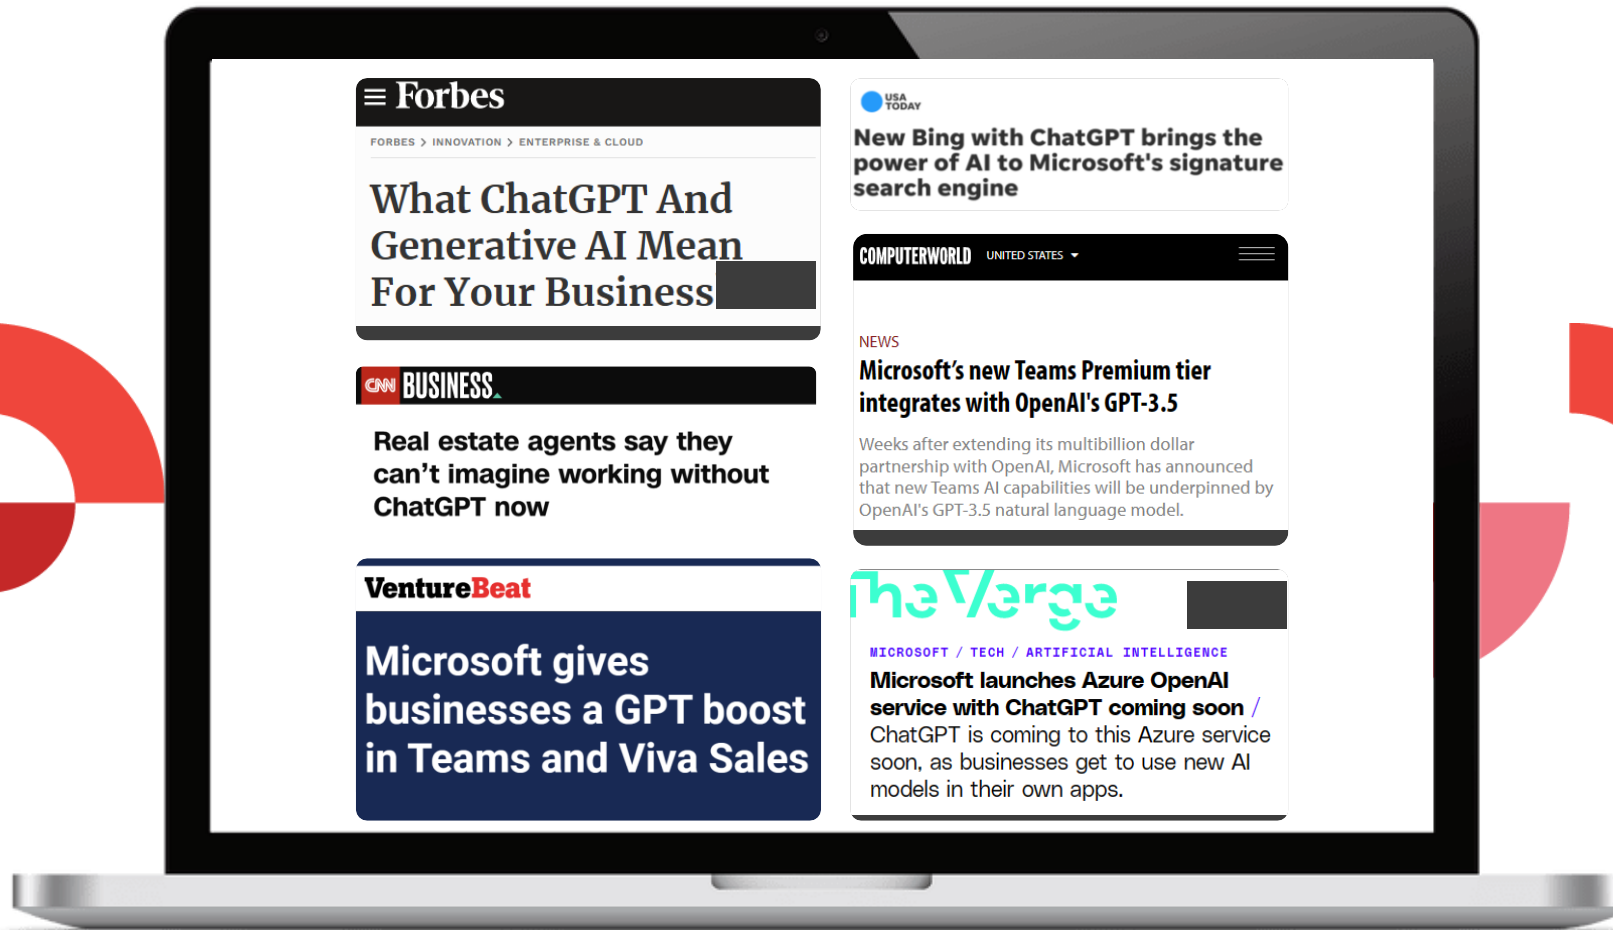 Forbes
FORBES > INNOVATION > ENTERPRISE & CLOUD
What ChatGPT And
Generative AI Mean
For Your Business
CNN BUSINESS
Real estate agents say they
can't imagine working without
ChatGPT now
VentureBeat
Microsoft gives
businesses a GPT boost
in Teams and Viva Sales
USA
TODAY
New Bing with ChatGPT brings the
power of AI to Microsoft's signature
search engine
COMPUTERWORLD UNITED STATES
NEWS
Microsoft’s new Teams Premium tier
integrates with OpenAI's GPT-3.5
Weeks after extending its multibillion dollar
partnership with OpenAI, Microsoft has announced
that new Teams AI capabilities will be underpinned by
OpenAI's GPT-3.5 natural language model.
The Verge
MICROSOFT / TECH / ARTIFICIAL INTELLIGENCE
Microsoft launches Azure OpenAI
service with ChatGPT coming soon /
ChatGPT is coming to this Azure service
soon, as businesses get to use new AI
models in their own apps.